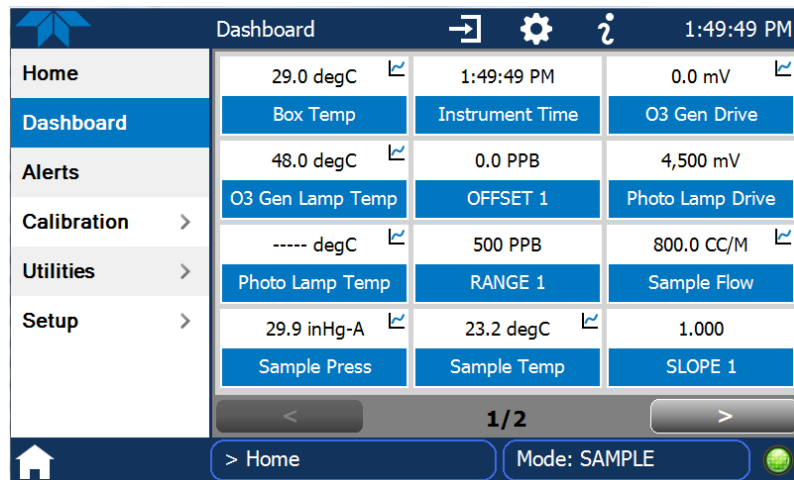 Dashboard
1:49:49 PM
Home
Dashboard
Alerts
Calibration >
Utilities >
Setup >
29.0 degC
1:49:49 PM
0.0 mV
Box Temp
Instrument Time
O3 Gen Drive
48.0 degC
0.0 PPB
4,500 mV
O3 Gen Lamp Temp
OFFSET 1
Photo Lamp Drive
----- degC
500 PPB
800.0 CC/M
Photo Lamp Temp
RANGE 1
Sample Flow
29.9 inHg-A
23.2 degC
1.000
Sample Press
Sample Temp
SLOPE 1
<
1/2
>
> Home
Mode: SAMPLE